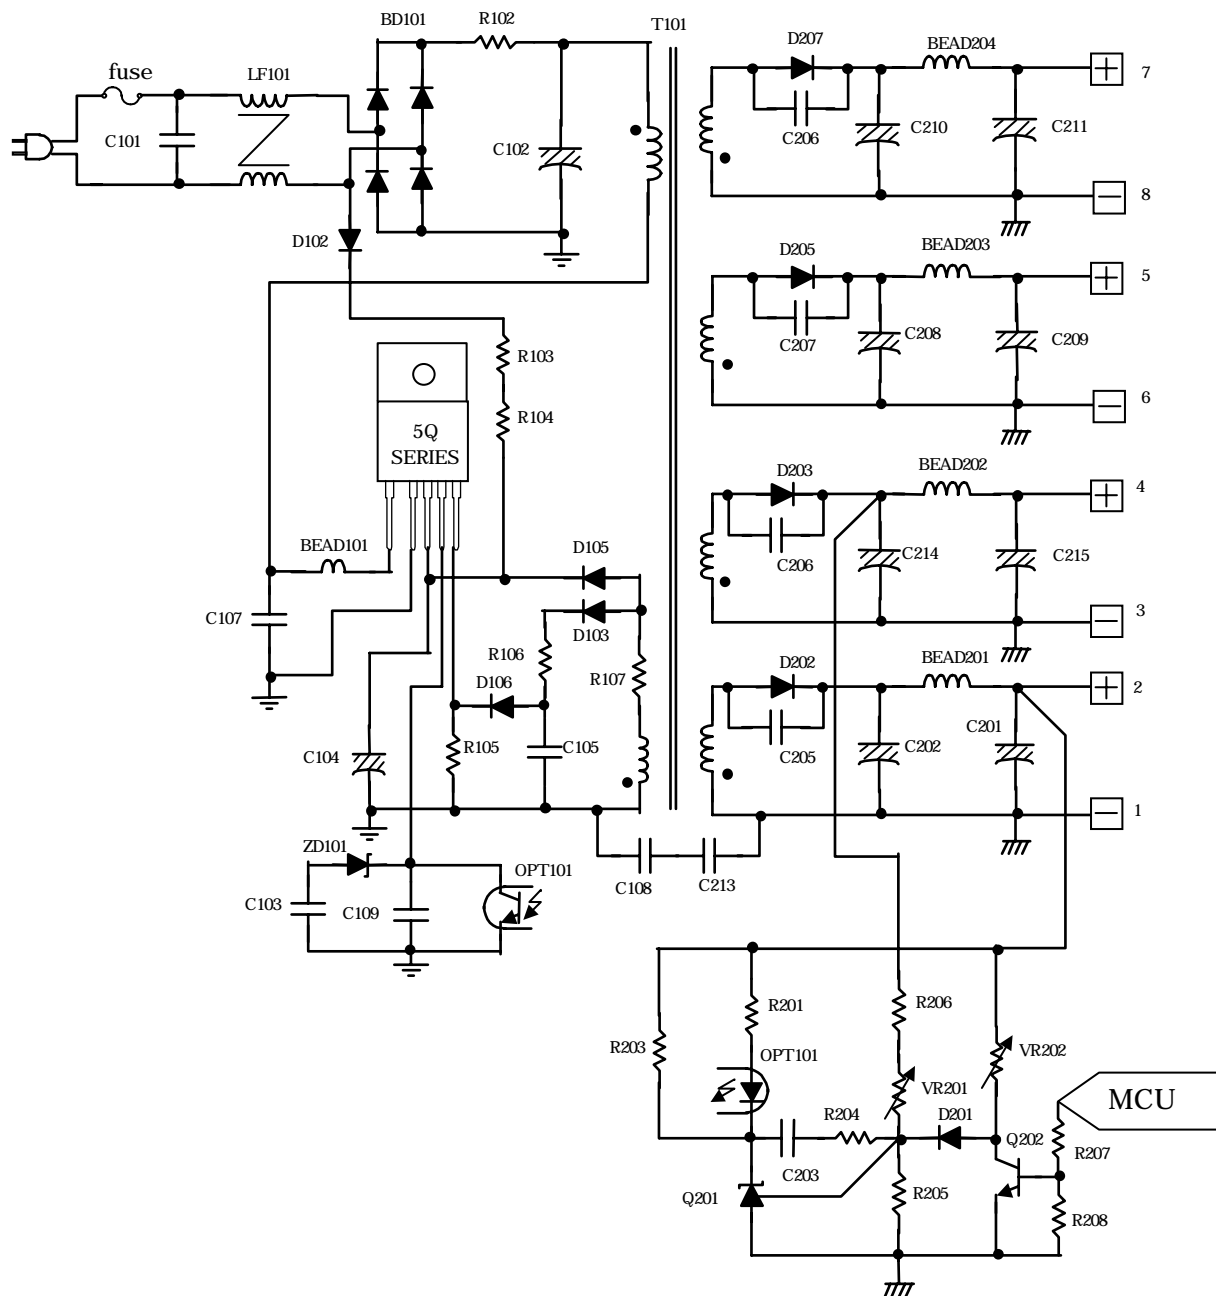 BD101
R102
T101
D207
BEAD204
7
fuse
LF101
C101
C102
C206
C210
C211
8
D102
D205
BEAD203
5
C207
C208
C209
R103
R104
6
5Q
SERIES
D203
BEAD202
4
BEAD101
D105
C206
C214
C215
C107
D103
3
R106
R107
D202
BEAD201
2
D106
C104
R105
C105
C205
C202
C201
1
ZD101
OPT101
C108
C213
C103
C109
R201
R206
R203
OPT101
VR202
VR201
MCU
R204
D201
Q202
R207
C203
Q201
R205
R208